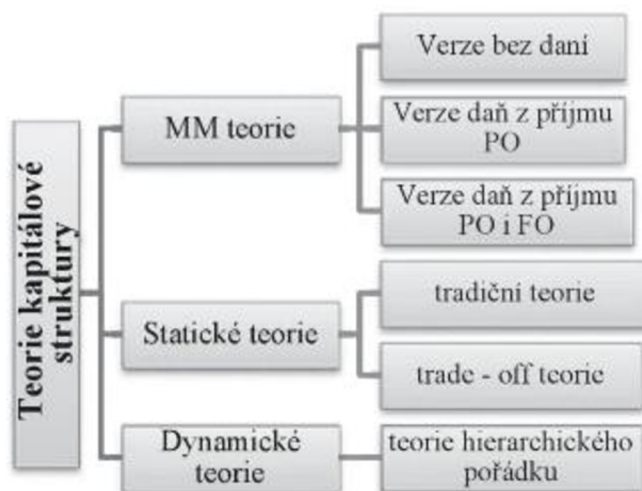 Teorie kapitálové
struktury
MM teorie
Verze bez daní
Verze daň z příjmu
PO
Verze daň z příjmu
PO i FO
Statické teorie
tradiční teorie
trade - off teorie
Dynamické
teorie
teorie hierarchického
pořádku